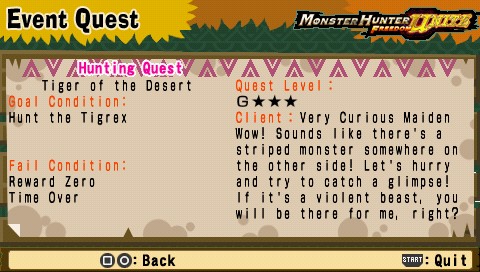 Event Quest
MONSTER HUNTER
FREEDOM UNITE
Hunting Quest
Tiger of the Desert
Goal Condition:
Hunt the Tigrex
Fail Condition:
Reward Zero
Time Over
Quest Level:
G★★★
Client: Very Curious Maiden
Wow! Sounds like there's a
striped monster somewhere on
the other side! Let's hurry
and try to catch a glimpse!
If it's a violent beast, you
will be there for me, right?
: Back
START : Quit